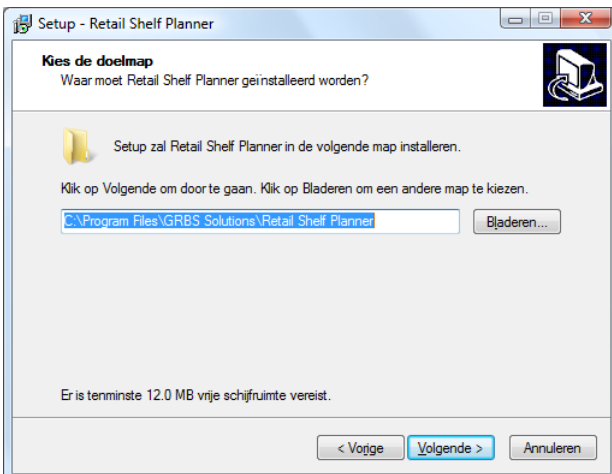 Setup - Retail Shelf Planner
Kies de doelmap
Waar moet Retail Shelf Planner geïnstalleerd worden?
Setup zal Retail Shelf Planner in de volgende map installeren.
Klik op Volgende om door te gaan. Klik op Bladeren om een andere map te kiezen.
C:\Program Files\GRBS Solutions\Retail Shelf Planner
Bladeren...
Er is tenminste 12.0 MB vrije schijfruimte vereist.
< Vorige
Volgende >
Annuleren